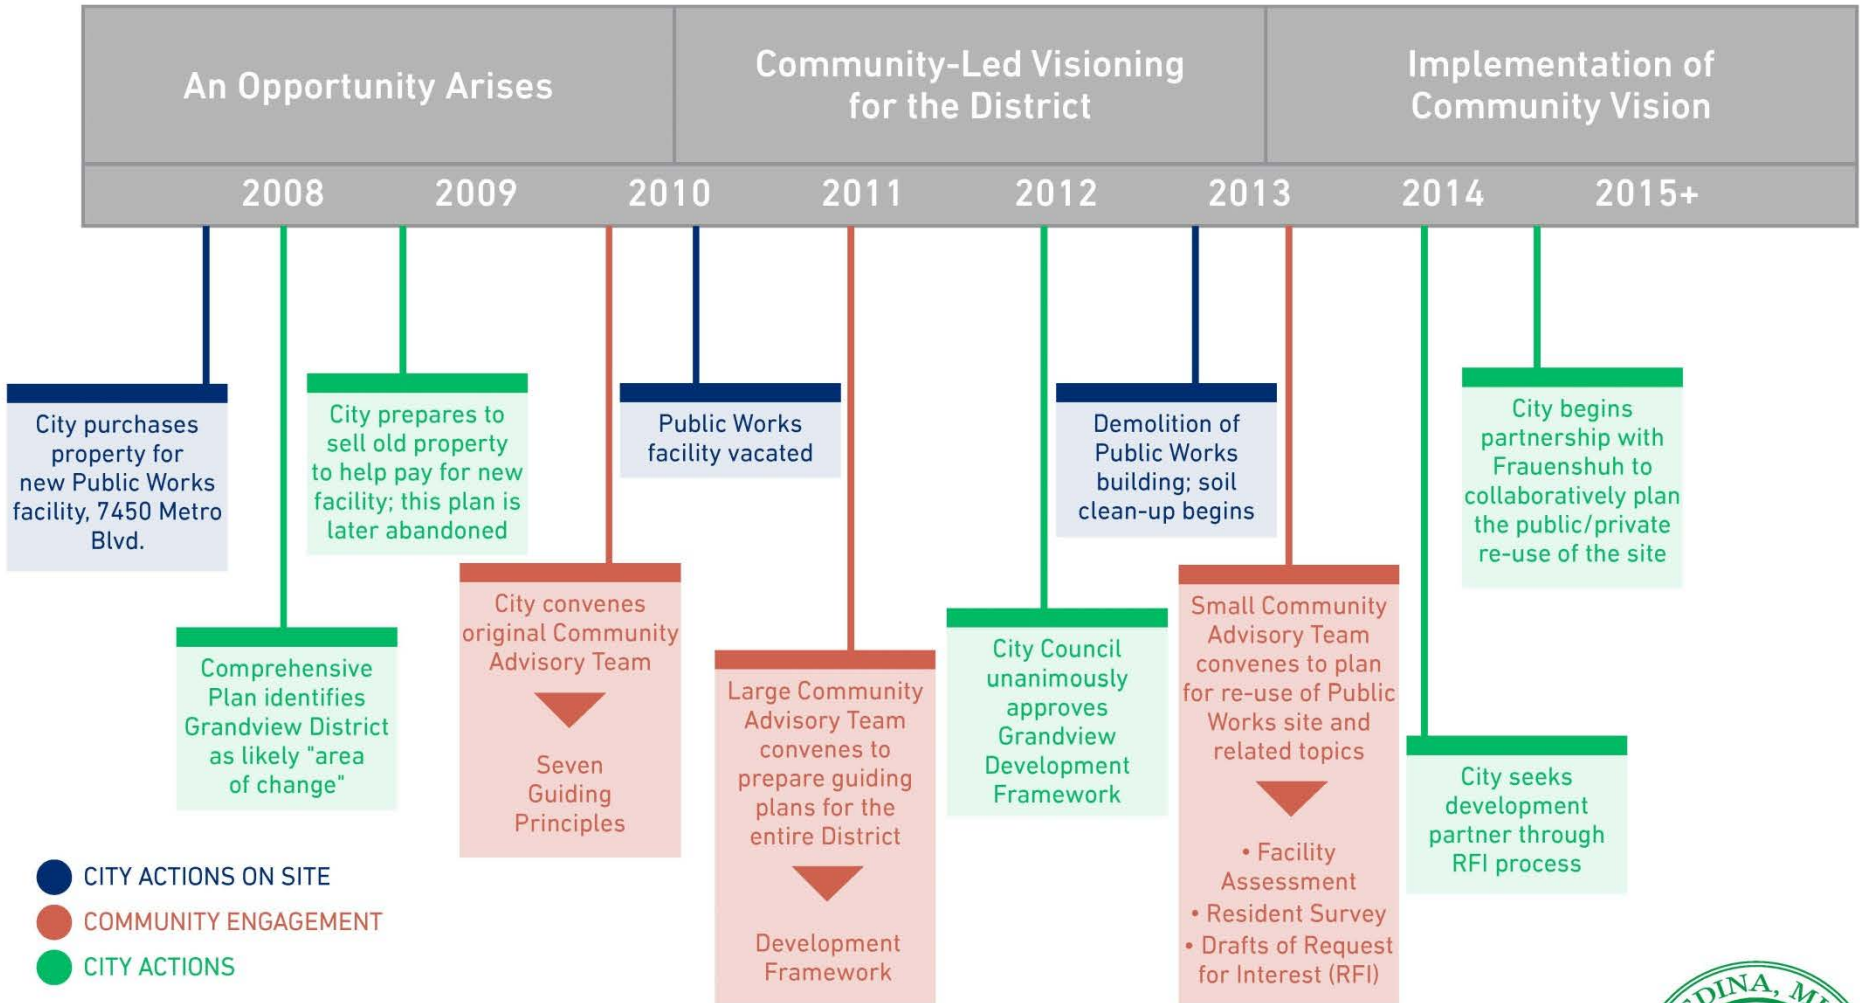 An Opportunity Arises
Community-Led Visioning
for the District
Implementation of
Community Vision
2008 2009 2010 2011 2012 2013 2014 2015+
City purchases
property for
new Public Works
facility, 7450 Metro
Blvd.
Comprehensive
Plan identifies
Grandview District
as likely "area
of change"
City prepares to
sell old property
to help pay for new
facility; this plan is
later abandoned
City convenes
original Community
Advisory Team
Seven
Guiding
Principles
Public Works
facility vacated
Large Community
Advisory Team
convenes to
prepare guiding
plans for the
entire District
Development
Framework
City Council
unanimously
approves
Grandview
Development
Framework
Demolition of
Public Works
building; soil
clean-up begins
Small Community
Advisory Team
convenes to plan
for re-use of Public
Works site and
related topics
• Facility
Assessment
• Resident Survey
• Drafts of Request
for Interest (RFI)
City seeks
development
partner through
RFI process
City begins
partnership with
Frauenshuh to
collaboratively plan
the public/private
re-use of the site
CITY ACTIONS ON SITE
COMMUNITY ENGAGEMENT
CITY ACTIONS